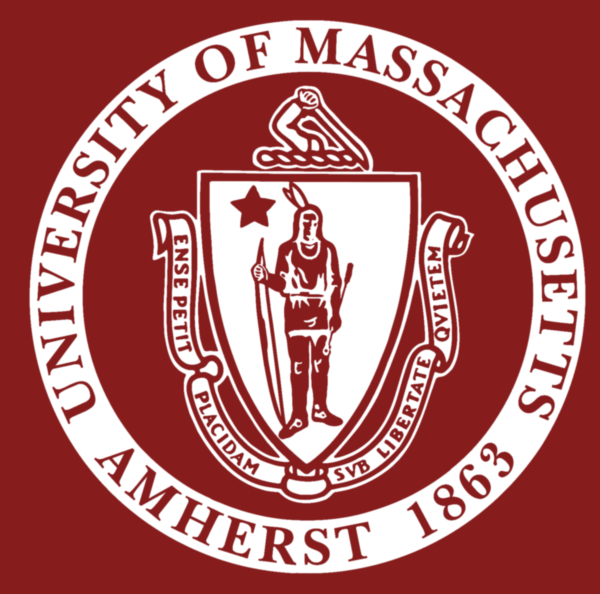 UNIVERSITY OF MASSACHUSETTS
AMHERST 1863
ENSE PETIT
PLACIDAM
SVB LIBERTATE
QVIETEM